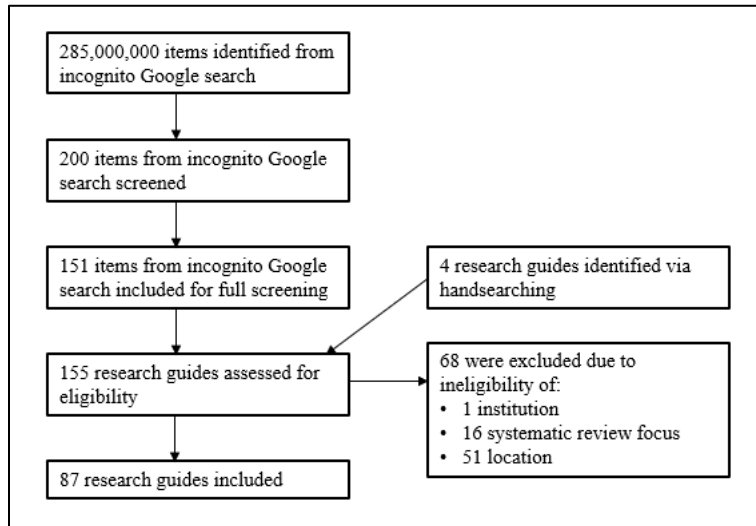 285,000,000 items identified from
incognito Google search
200 items from incognito Google
search screened
151 items from incognito Google
search included for full screening
4 research guides identified via
handsearching
155 research guides assessed for
eligibility
68 were excluded due to
ineligibility of:
• 1 institution
• 16 systematic review focus
• 51 location
87 research guides included